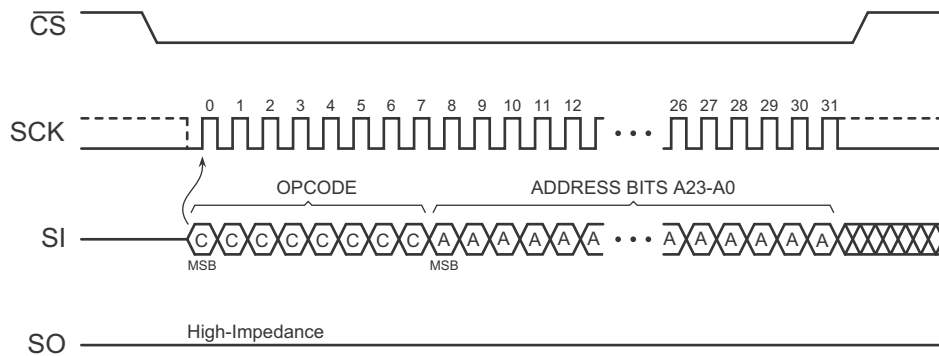 CS
0 1 2 3 4 5 6 7 8 9 10 11 12 26 27 28 29 30 31
SCK
OPCODE ADDRESS BITS A23-A0
SI C C C C C C C C A A A A A A A A A A A A
MSB MSB
High-Impedance
SO